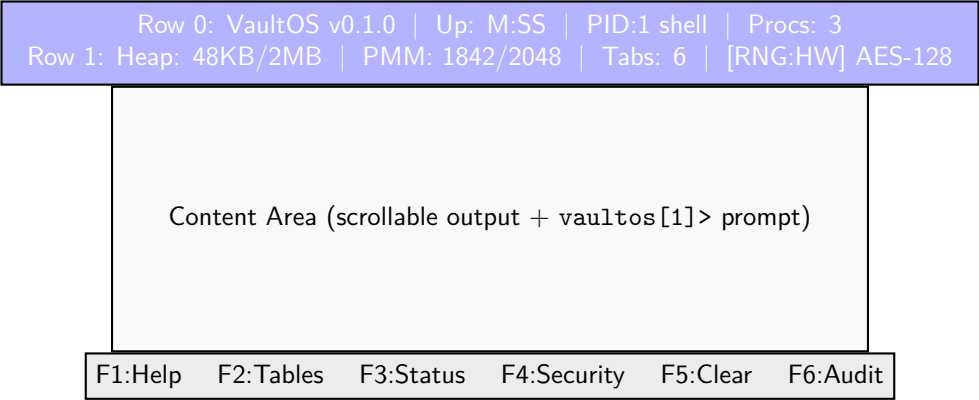 Row 0: VaultOS v0.1.0 | Up: M:SS | PID:1 shell | Procs: 3
Row 1: Heap: 48KB/2MB | PMM: 1842/2048 | Tabs: 6 | [RNG:HW] AES-128
Content Area (scrollable output + vaultos[1]> prompt)
F1:Help F2:Tables F3:Status F4:Security F5:Clear F6:Audit